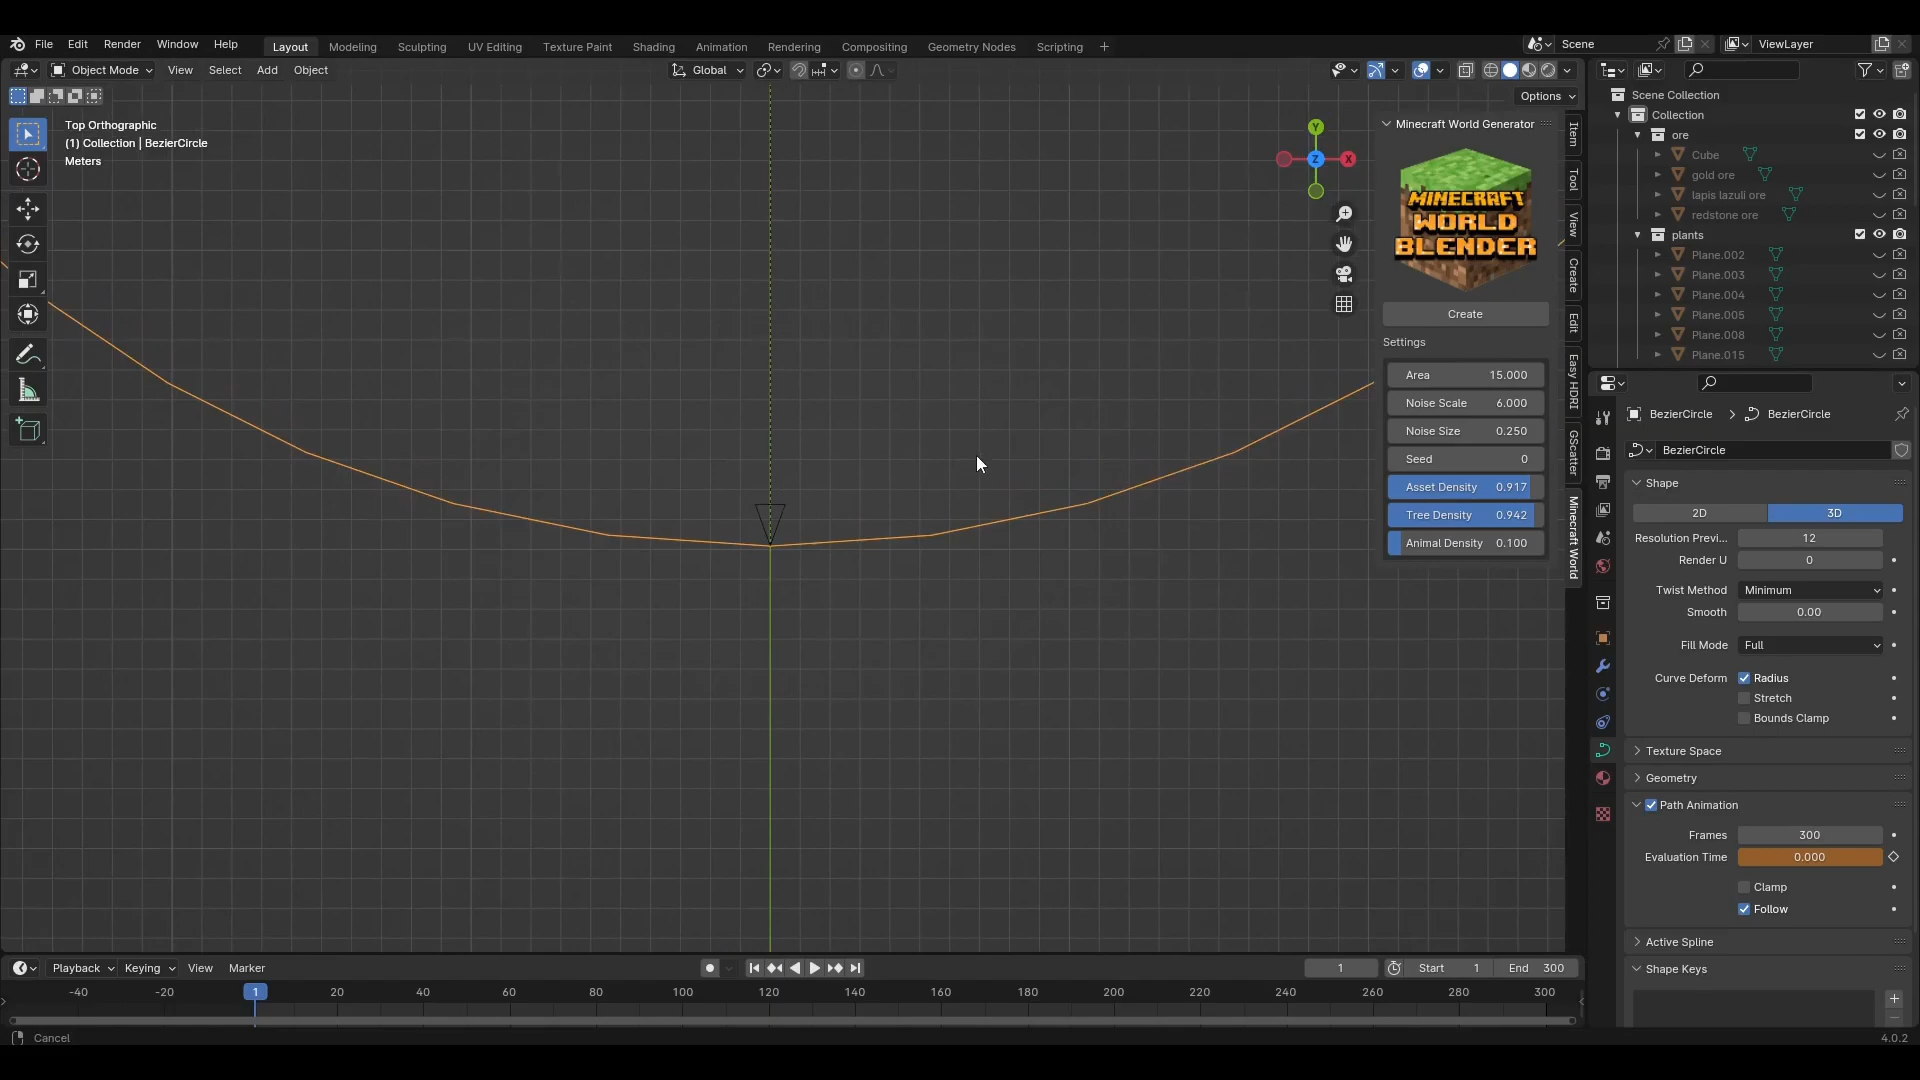 File Edit Render Window Help Layout Modeling Sculpting UV Editing Texture Paint Shading Animation Rendering Compositing Geometry Nodes Scripting + Scene ViewLayer
Object Mode View Select Add Object Global
Options
Top Orthographic
(1) Collection | BezierCircle
Meters
Y
X
Z
Minecraft World Generator
MINECRAFT
WORLD
BLENDER
Create
Settings
Area 15.000
Noise Scale 6.000
Noise Size 0.250
Seed 0
Asset Density 0.917
Tree Density 0.942
Animal Density 0.100
Item
Tool
View
Create
Edit
Easy HDRI
GScatter
Minecraft World
Scene Collection
Collection
ore
Cube
gold ore
lapis lazuli ore
redstone ore
plants
Plane.002
Plane.003
Plane.004
Plane.005
Plane.008
Plane.015
BezierCircle > BezierCircle
BezierCircle
Shape
2D 3D
Resolution Previ... 12
Render U 0
Twist Method Minimum
Smooth 0.00
Fill Mode Full
Curve Deform Radius
Stretch
Bounds Clamp
Texture Space
Geometry
Path Animation
Frames 300
Evaluation Time 0.000
Clamp
Follow
Active Spline
Shape Keys
Playback Keying View Marker 1 Start 1 End 300
-40 -20 1 20 40 60 80 100 120 140 160 180 200 220 240 260 280 300
Cancel 4.0.2